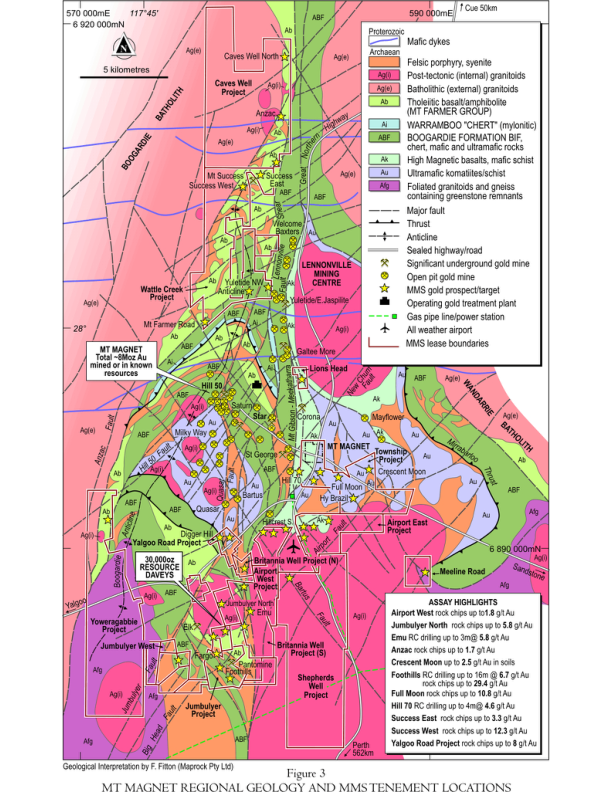 570 000mE
117°45'
590 000mE
Cue 50km
6 920 000mN
5 kilometres
Proterozoic
Mafic dykes
Archaean
Felsic porphyry, syenite
Ag(i) Post-tectonic (internal) granitoids
Ag(e) Batholithic (external) granitoids
Ab Tholeiitic basalt/amphibolite
(MT FARMER GROUP)
Ai WARRAMBOO "CHERT" (mylonitic)
ABF BOOGARDIE FORMATION BIF,
chert, mafic and ultramafic rocks
Ak High Magnetic basalts, mafic schist
Au Ultramafic komatiites/schist
Afg Foliated granitoids and gneiss
containing greenstone remnants
Major fault
Thrust
Anticline
Sealed highway/road
Significant underground gold mine
Open pit gold mine
MMS gold prospect/target
Operating gold treatment plant
Gas pipe line/power station
All weather airport
MMS lease boundaries
BOOGARDIE BATHOLITH
Caves Well North
Caves Well
Project
Anzac
Great Northern Highway
Mt Success
Success West
Success
East
Welcome
Baxters
Lennonville
Shear
Fault
LENNONVILLE
MINING
CENTRE
Yuletide NW
Anticline
Yuletide/E.Jaspilite
Wattle Creek
Project
Mt Farmer Road
28°
Galtee More
MT MAGNET
Total ~8Moz Au
mined or in known
resources
Lions Head
New Chum
Fault
Hill 50
Saturn
Star
Mt Gibson - Meekatharra
Corona
Mayflower
WANDARRIE
BATHOLITH
Milky Way
MT MAGNET
Township
Project
Mirrabaloo
Thrust
Anzac Fault
Hill 50 Fault
St George
Hill 70
Crescent Moon
Full Moon
Hy Brazil
Quasar
Quasar Fault
Bartus
Hillcrest S.
Digger Hill
Airport
Fault
Airport East
Project
6 890 000mN
Sandstone
Yalgoo Road Project
Anticline
Boogardie
30,000oz
RESOURCE
DAVEYS
Britannia Well Project (N)
Airport
West
Project
Meeline Road
Bartus
Fault
Yalgoo
Yoweragabbie
Project
Jumbulyer North
Emu
Elk
Jumbulyer West
Fargo
Britannia Well
Project (S)
Pantomine
Foothills
Shepherds
Well
Project
Jumbulyer
Fault
Jumbulyer
Project
Big Head Fault
Perth
562km
ASSAY HIGHLIGHTS
Airport West rock chips up to1.8 g/t Au
Jumbulyer North rock chips up to 5.8 g/t Au
Emu RC drilling up to 3m@ 5.8 g/t Au
Anzac rock chips up to 1.7 g/t Au
Crescent Moon up to 2.5 g/t Au in soils
Foothills RC drilling up to 16m @ 6.7 g/t Au
rock chips up to 29.4 g/t Au
Full Moon rock chips up to 10.8 g/t Au
Hill 70 RC drilling up to 4m@ 4.6 g/t Au
Success East rock chips up to 3.3 g/t Au
Success West rock chips up to 12.3 g/t Au
Yalgoo Road Project rock chips up to 8 g/t Au
Geological Interpretation by F. Fitton (Maprock Pty Ltd)
Figure 3
MT MAGNET REGIONAL GEOLOGY AND MMS TENEMENT LOCATIONS